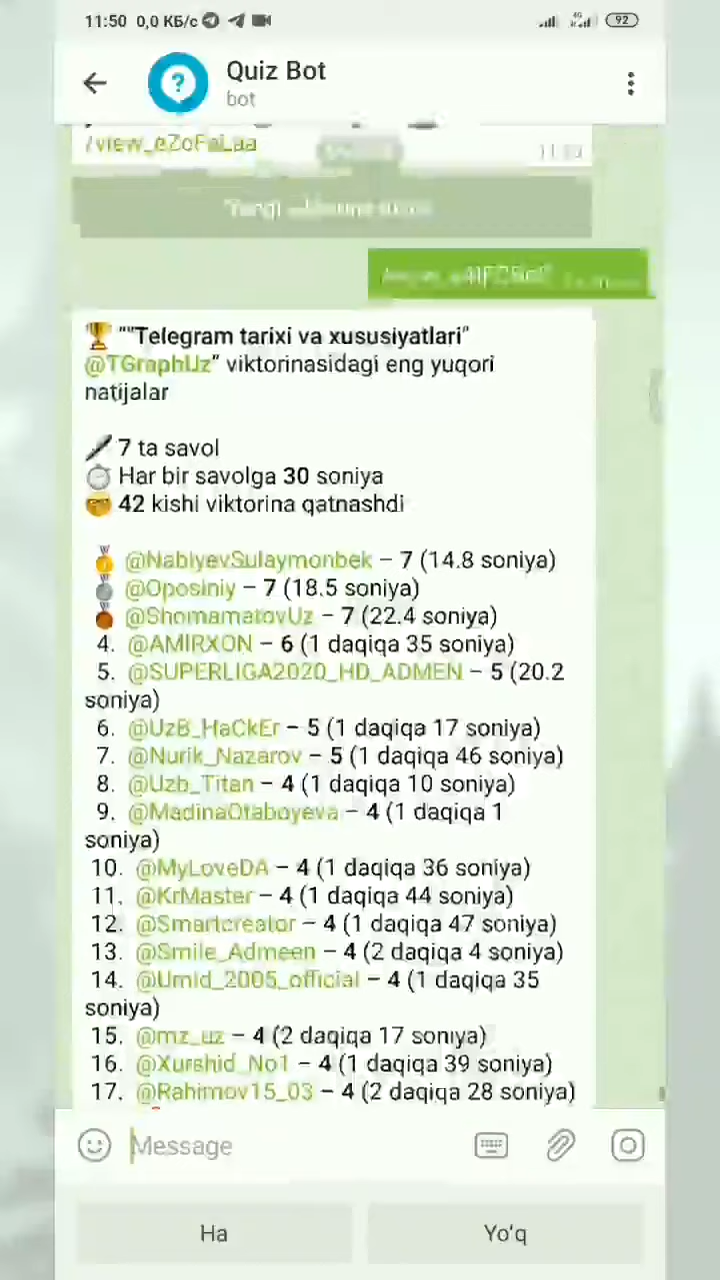 11:50 0,0 КБ/с
4G
92
Quiz Bot
bot
/view_eZoFaLaa
🏆 ""Telegram tarixi va xususiyatlari"
@TGraphUz" viktorinasidagi eng yuqori
natijalar
🖊 7 ta savol
⏱ Har bir savolga 30 soniya
🤓 42 kishi viktorina qatnashdi
🥇 @NabiyevSulaymonbek – 7 (14.8 soniya)
🥈 @Oposiniy – 7 (18.5 soniya)
🥉 @ShomamatovUz – 7 (22.4 soniya)
4. @AMIRXON – 6 (1 daqiqa 35 soniya)
5. @SUPERLIGA2020_HD_ADMEN – 5 (20.2
soniya)
6. @UzB_HaCkEr – 5 (1 daqiqa 17 soniya)
7. @Nurik_Nazarov – 5 (1 daqiqa 46 soniya)
8. @Uzb_Titan – 4 (1 daqiqa 10 soniya)
9. @MadinaOtaboyeva – 4 (1 daqiqa 1
soniya)
10. @MyLoveDA – 4 (1 daqiqa 36 soniya)
11. @KrMaster – 4 (1 daqiqa 44 soniya)
12. @Smartcreator – 4 (1 daqiqa 47 soniya)
13. @Smile_Admeen – 4 (2 daqiqa 4 soniya)
14. @Umid_2005_official – 4 (1 daqiqa 35
soniya)
15. @mz_uz – 4 (2 daqiqa 17 soniya)
16. @Xurshid_No1 – 4 (1 daqiqa 39 soniya)
17. @Rahimov15_03 – 4 (2 daqiqa 28 soniya)
Message
Ha
Yo'q